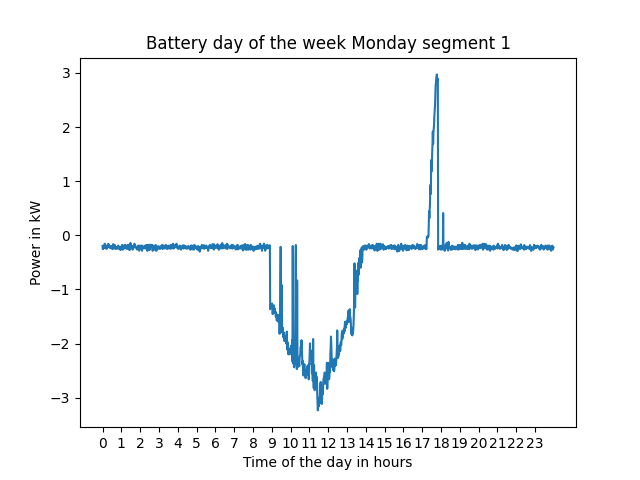 Battery day of the week Monday segment 1
Power in kW
3
2
1
0
−1
−2
−3
0 1 2 3 4 5 6 7 8 9 10 11 12 13 14 15 16 17 18 19 20 21 22 23
Time of the day in hours